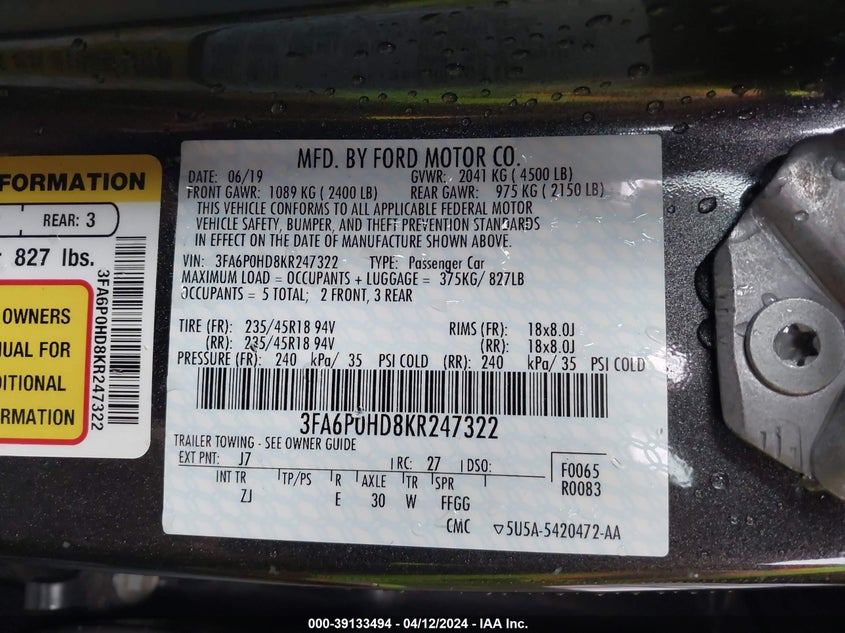 FORMATION
REAR: 3
827 lbs.
OWNERS
UAL FOR
DITIONAL
ORMATION
3FA6P0HD8KR247322
MFD. BY FORD MOTOR CO.
DATE: 06/19 GVWR: 2041 KG ( 4500 LB)
FRONT GAWR: 1089 KG ( 2400 LB) REAR GAWR: 975 KG ( 2150 LB)
THIS VEHICLE CONFORMS TO ALL APPLICABLE FEDERAL MOTOR
VEHICLE SAFETY, BUMPER, AND THEFT PREVENTION STANDARDS
IN EFFECT ON THE DATE OF MANUFACTURE SHOWN ABOVE.
VIN: 3FA6P0HD8KR247322 TYPE: Passenger Car
MAXIMUM LOAD = OCCUPANTS + LUGGAGE = 375KG/ 827LB
OCCUPANTS = 5 TOTAL; 2 FRONT, 3 REAR
TIRE (FR): 235/45R18 94V RIMS (FR): 18x8.0J
(RR): 235/45R18 94V (RR): 18x8.0J
PRESSURE (FR): 240 kPa/ 35 PSI COLD (RR): 240 kPa/ 35 PSI COLD
3FA6P0HD8KR247322
TRAILER TOWING - SEE OWNER GUIDE
EXT PNT: J7 RC: 27 DSO: F0065
INT TR TP/PS R AXLE TR SPR R0083
ZJ E 30 W FFGG
CMC ▽5U5A-5420472-AA
000-39133494 - 04/12/2024 - IAA Inc.